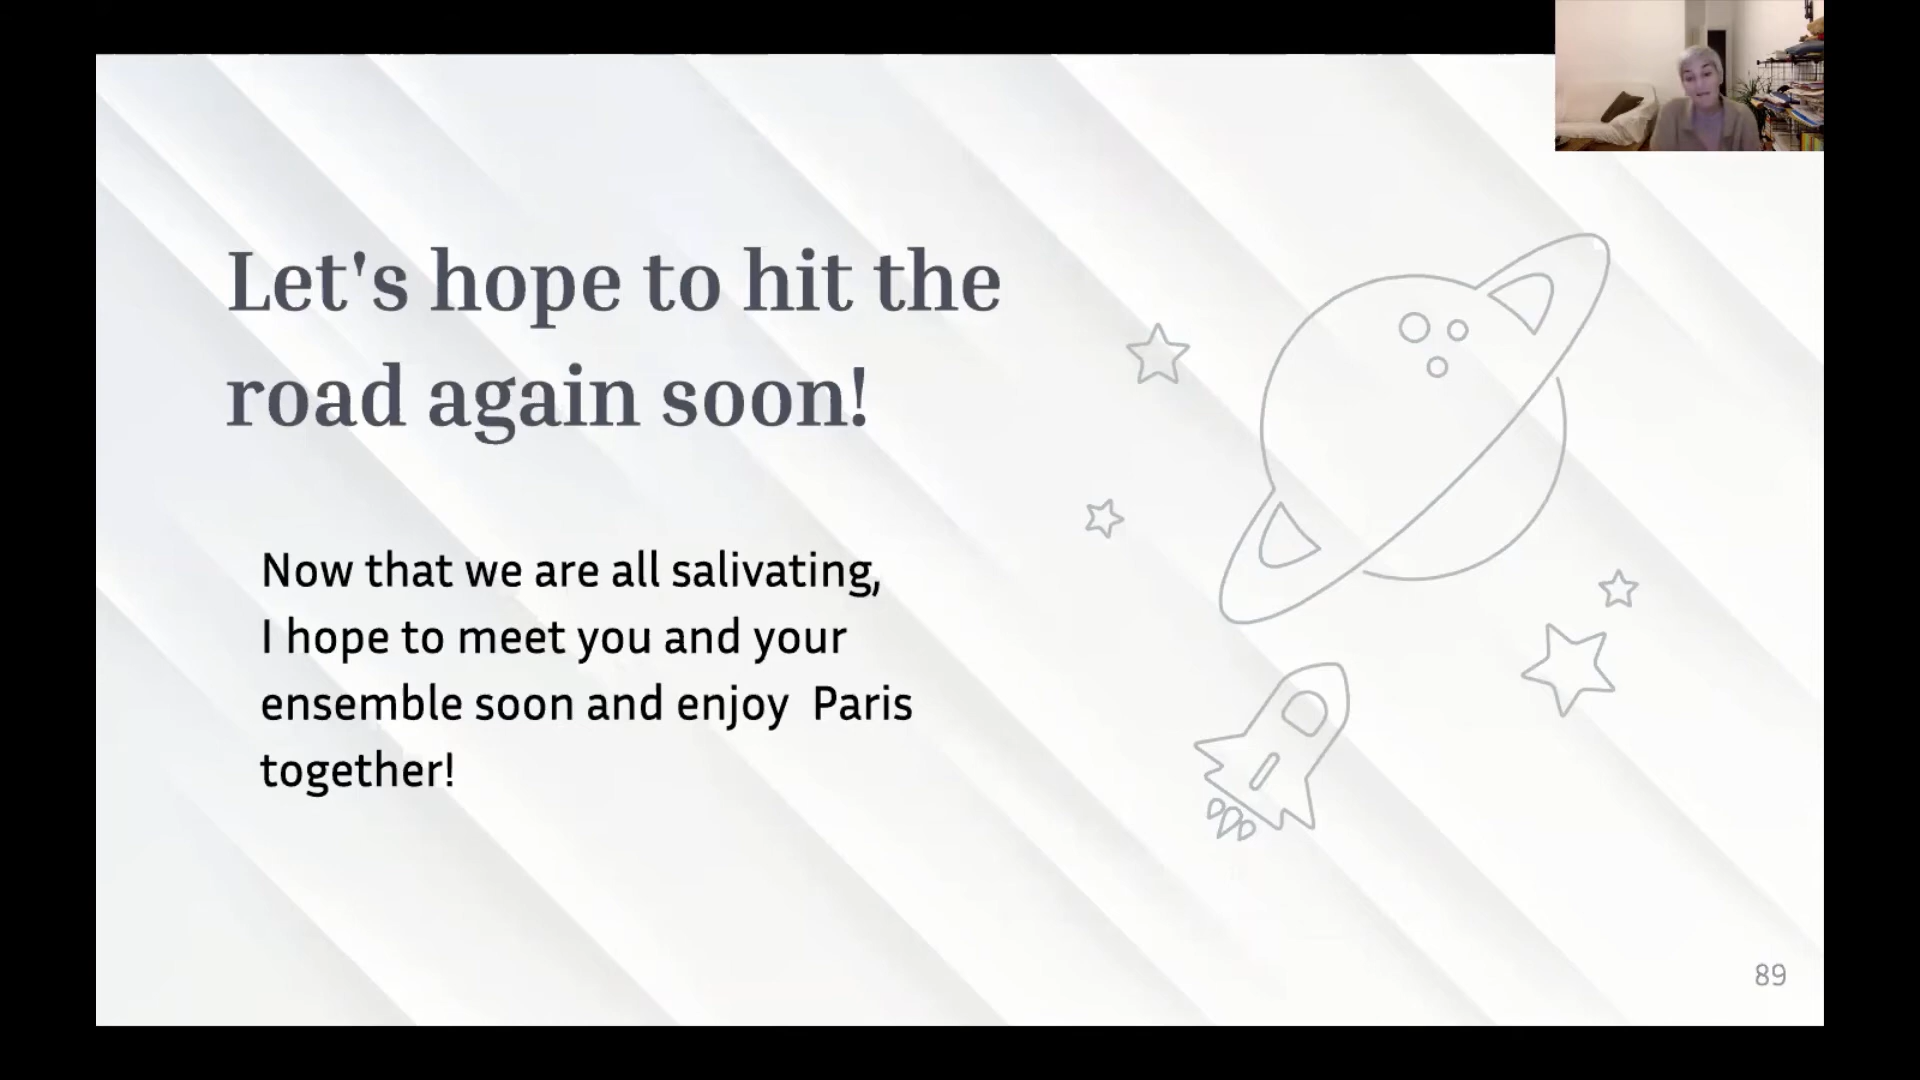 Let's hope to hit the
road again soon!
Now that we are all salivating,
I hope to meet you and your
ensemble soon and enjoy  Paris
together!
89